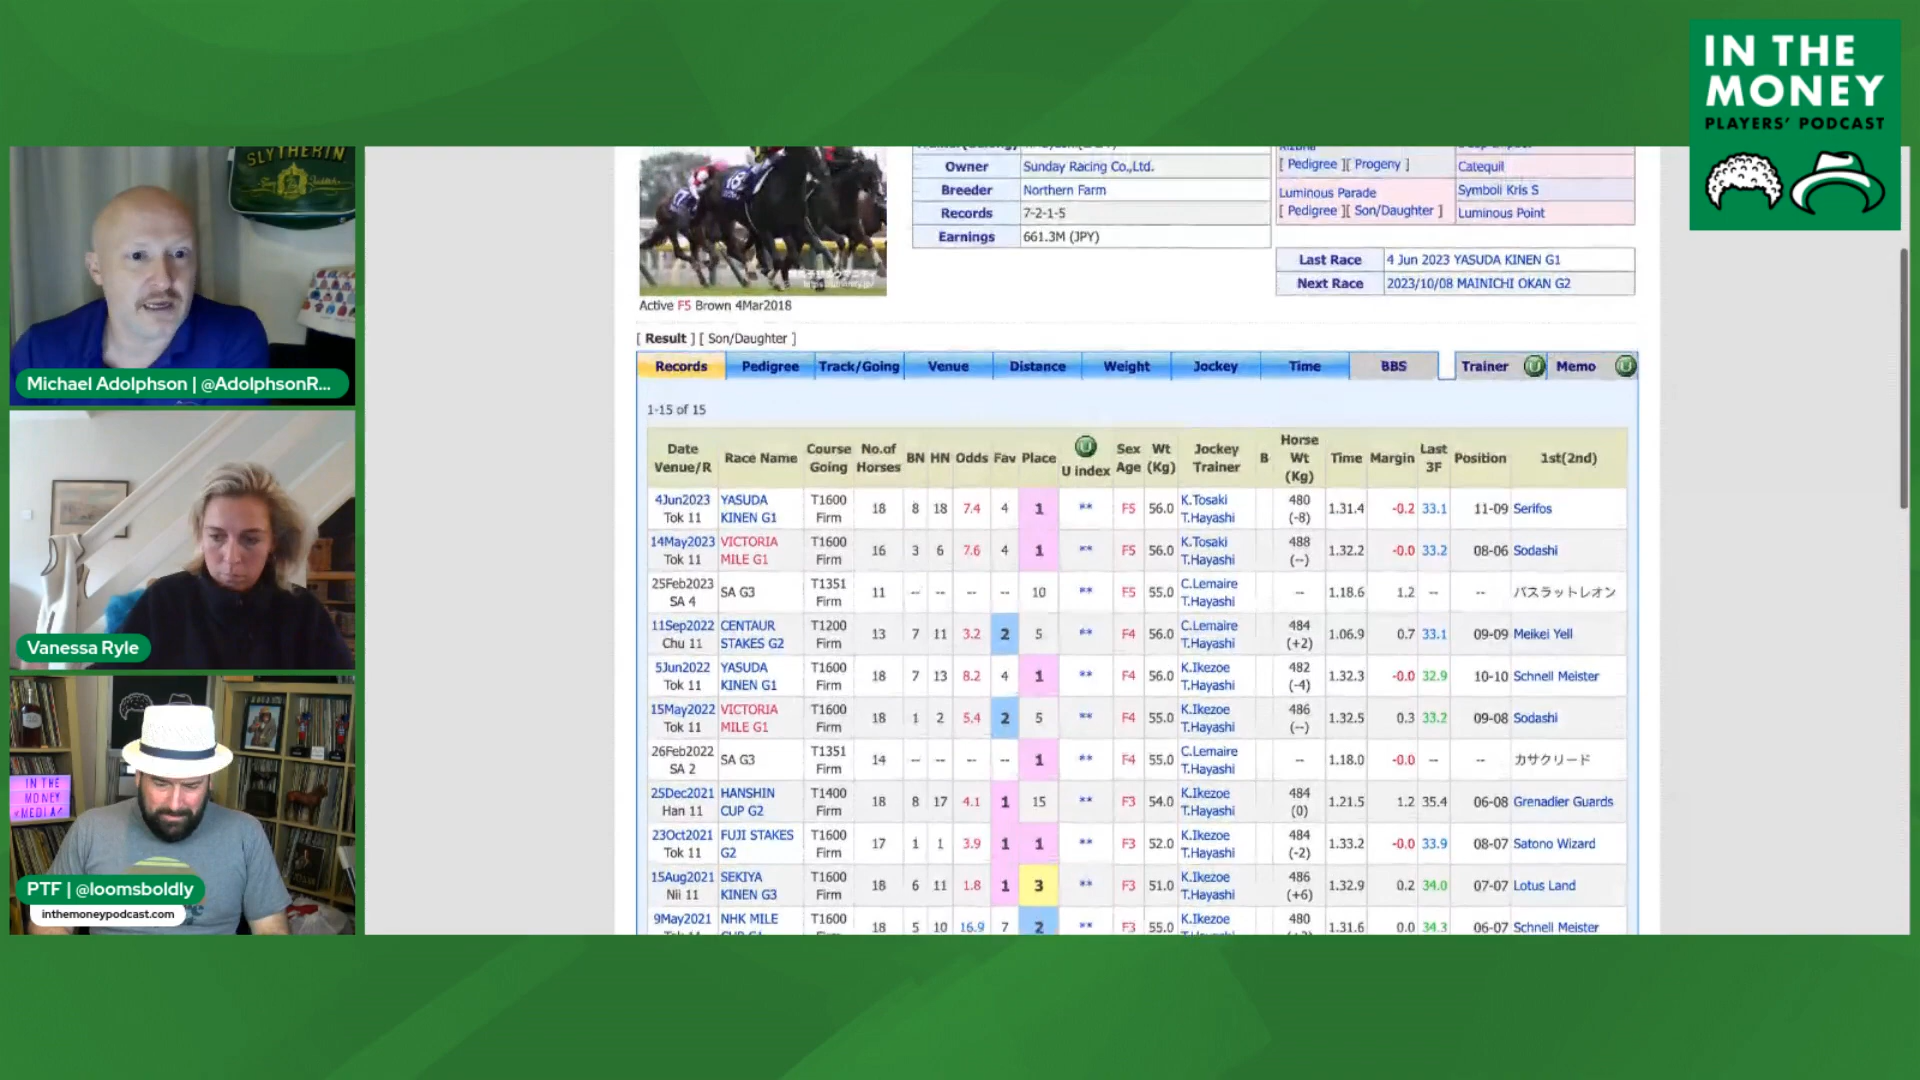 IN THE
MONEY
PLAYERS' PODCAST
SLYTHERIN
Michael Adolphson | @AdolphsonR...
Vanessa Ryle
IN THE
MONEY
MEDIA
PTF | @loomsboldly
inthemoneypodcast.com
Active F5 Brown 4Mar2018
Owner Sunday Racing Co.,Ltd.
Breeder Northern Farm
Records 7-2-1-5
Earnings 661.3M (JPY)
[ Pedigree ][ Progeny ] Catequil
Luminous Parade Symboli Kris S
[ Pedigree ][ Son/Daughter ] Luminous Point
Last Race 4 Jun 2023 YASUDA KINEN G1
Next Race 2023/10/08 MAINICHI OKAN G2
[ Result ] [ Son/Daughter ]
Records Pedigree Track/Going Venue Distance Weight Jockey Time BBS Trainer U Memo U
1-15 of 15
Date Venue/R Race Name Course Going No.of Horses BN HN Odds Fav Place U U index Sex Age Wt (Kg) Jockey Trainer B Horse Wt (Kg) Time Margin Last 3F Position 1st(2nd)
4Jun2023 YASUDA T1600 18 8 18 7.4 4 1 ** F5 56.0 K.Tosaki 480 1.31.4 -0.2 33.1 11-09 Serifos
Tok 11 KINEN G1 Firm T.Hayashi (-8)
14May2023 VICTORIA T1600 16 3 6 7.6 4 1 ** F5 56.0 K.Tosaki 488 1.32.2 -0.0 33.2 08-06 Sodashi
Tok 11 MILE G1 Firm T.Hayashi (--)
25Feb2023 SA G3 T1351 11 -- -- -- -- 10 ** F5 55.0 C.Lemaire -- 1.18.6 1.2 -- -- バスラットレオン
SA 4 Firm T.Hayashi
11Sep2022 CENTAUR T1200 13 7 11 3.2 2 5 ** F4 56.0 C.Lemaire 484 1.06.9 0.7 33.1 09-09 Meikei Yell
Chu 11 STAKES G2 Firm T.Hayashi (+2)
5Jun2022 YASUDA T1600 18 7 13 8.2 4 1 ** F4 56.0 K.Ikezoe 482 1.32.3 -0.0 32.9 10-10 Schnell Meister
Tok 11 KINEN G1 Firm T.Hayashi (-4)
15May2022 VICTORIA T1600 18 1 2 5.4 2 5 ** F4 55.0 K.Ikezoe 486 1.32.5 0.3 33.2 09-08 Sodashi
Tok 11 MILE G1 Firm T.Hayashi (--)
26Feb2022 SA G3 T1351 14 -- -- -- -- 1 ** F4 55.0 C.Lemaire -- 1.18.0 -0.0 -- -- カサクリード
SA 2 Firm T.Hayashi
25Dec2021 HANSHIN T1400 18 8 17 4.1 1 15 ** F3 54.0 K.Ikezoe 484 1.21.5 1.2 35.4 06-08 Grenadier Guards
Han 11 CUP G2 Firm T.Hayashi (0)
23Oct2021 FUJI STAKES T1600 17 1 1 3.9 1 1 ** F3 52.0 K.Ikezoe 484 1.33.2 -0.0 33.9 08-07 Satono Wizard
Tok 11 G2 Firm T.Hayashi (-2)
15Aug2021 SEKIYA T1600 18 6 11 1.8 1 3 ** F3 51.0 K.Ikezoe 486 1.32.9 0.2 34.0 07-07 Lotus Land
Nii 11 KINEN G3 Firm T.Hayashi (+6)
9May2021 NHK MILE T1600 18 5 10 16.9 7 2 ** F3 55.0 K.Ikezoe 480 1.31.6 0.0 34.3 06-07 Schnell Meister